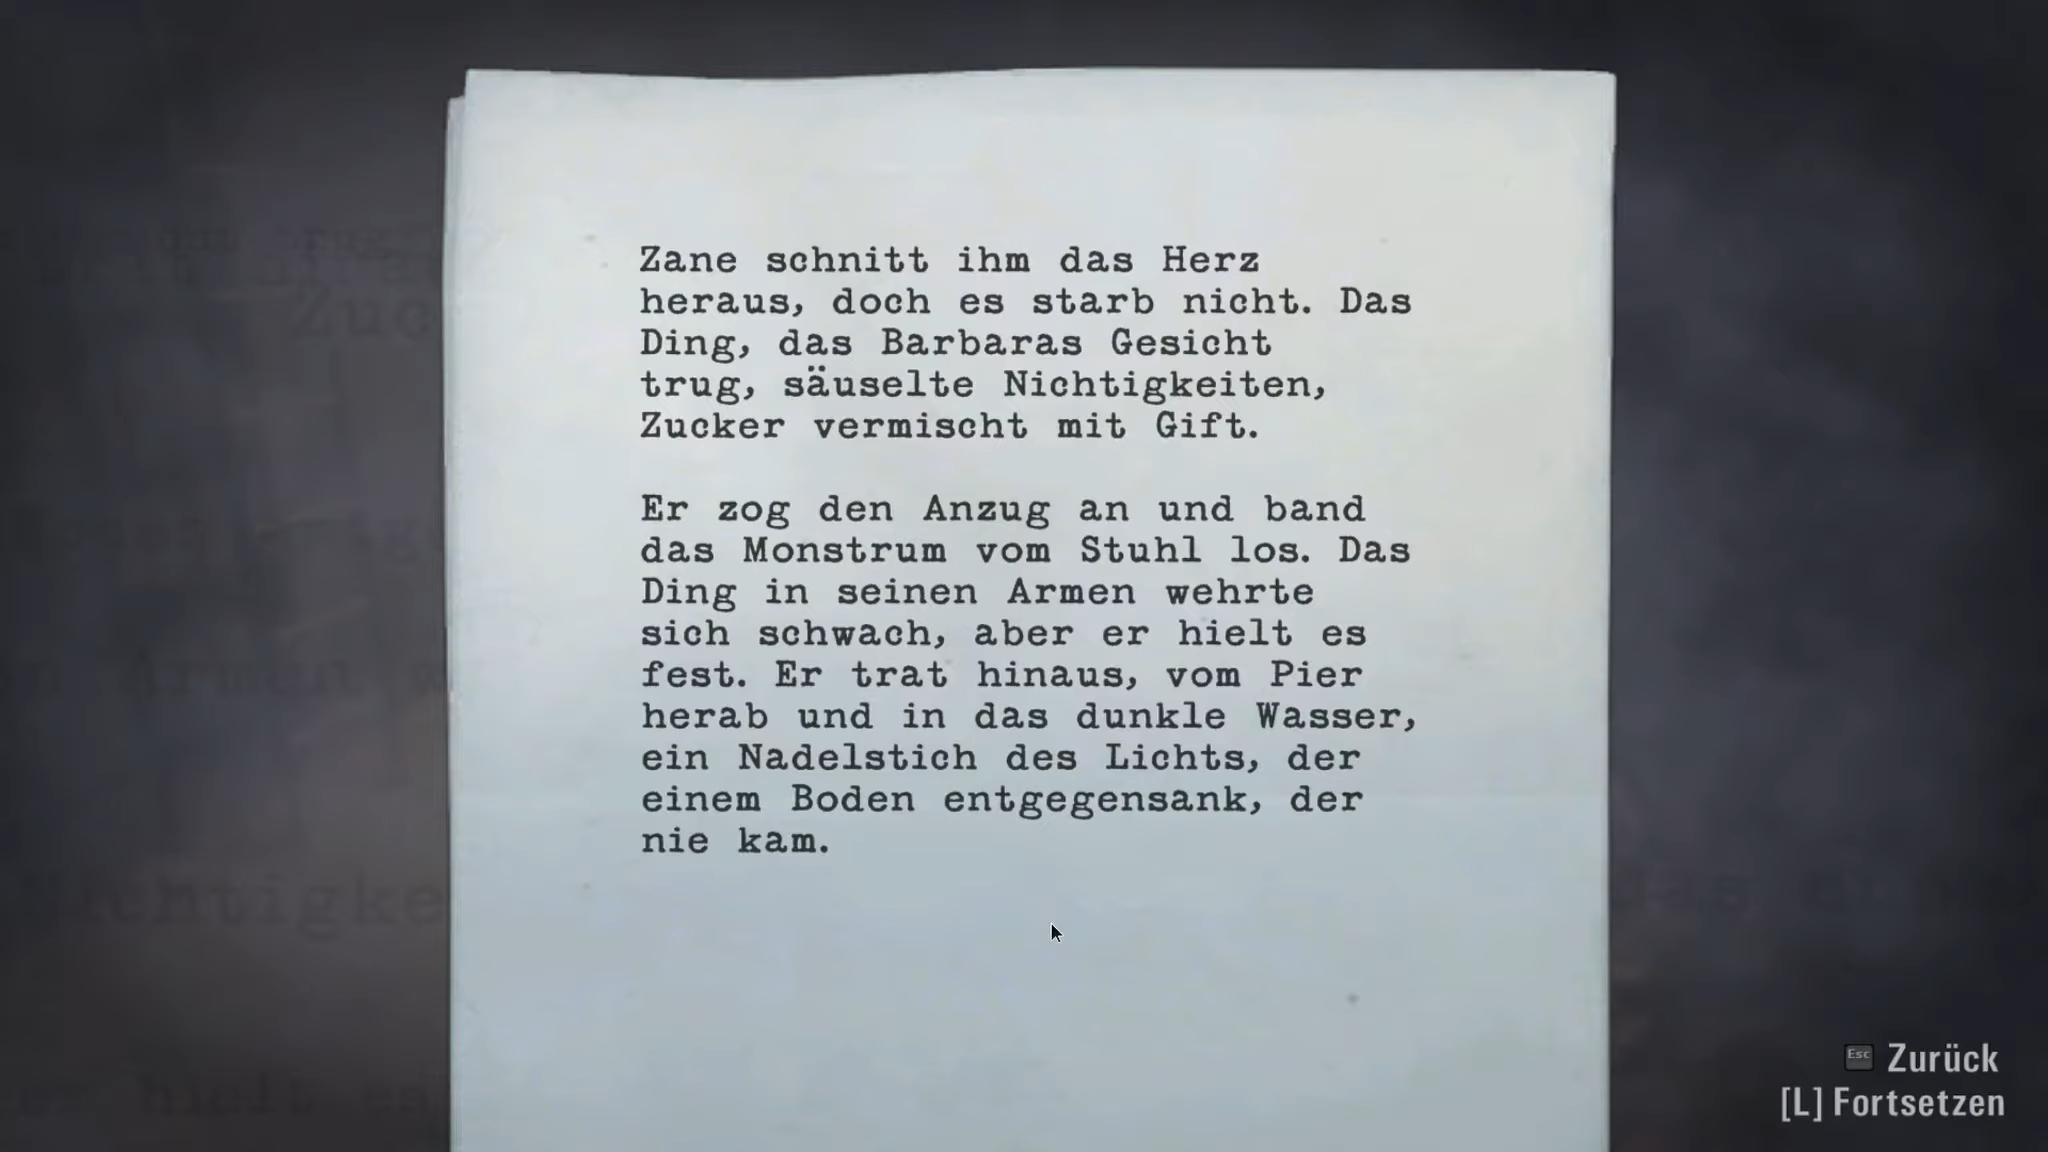 Zane schnitt ihm das Herz
heraus, doch es starb nicht. Das
Ding, das Barbaras Gesicht
trug, säuselte Nichtigkeiten,
Zucker vermischt mit Gift.
Er zog den Anzug an und band
das Monstrum vom Stuhl los. Das
Ding in seinen Armen wehrte
sich schwach, aber er hielt es
fest. Er trat hinaus, vom Pier
herab und in das dunkle Wasser,
ein Nadelstich des Lichts, der
einem Boden entgegensank, der
nie kam.
Esc Zurück
[L] Fortsetzen